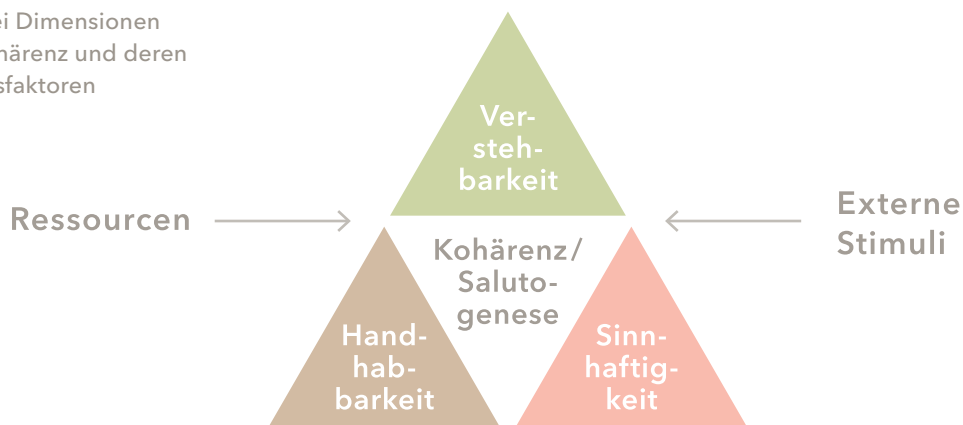 ei Dimensionen
härenz und deren
sfaktoren
Ver-
steh-
barkeit
Ressourcen
Externe
Stimuli
Kohärenz/
Saluto-
genese
Hand-
hab-
barkeit
Sinn-
haftig-
keit